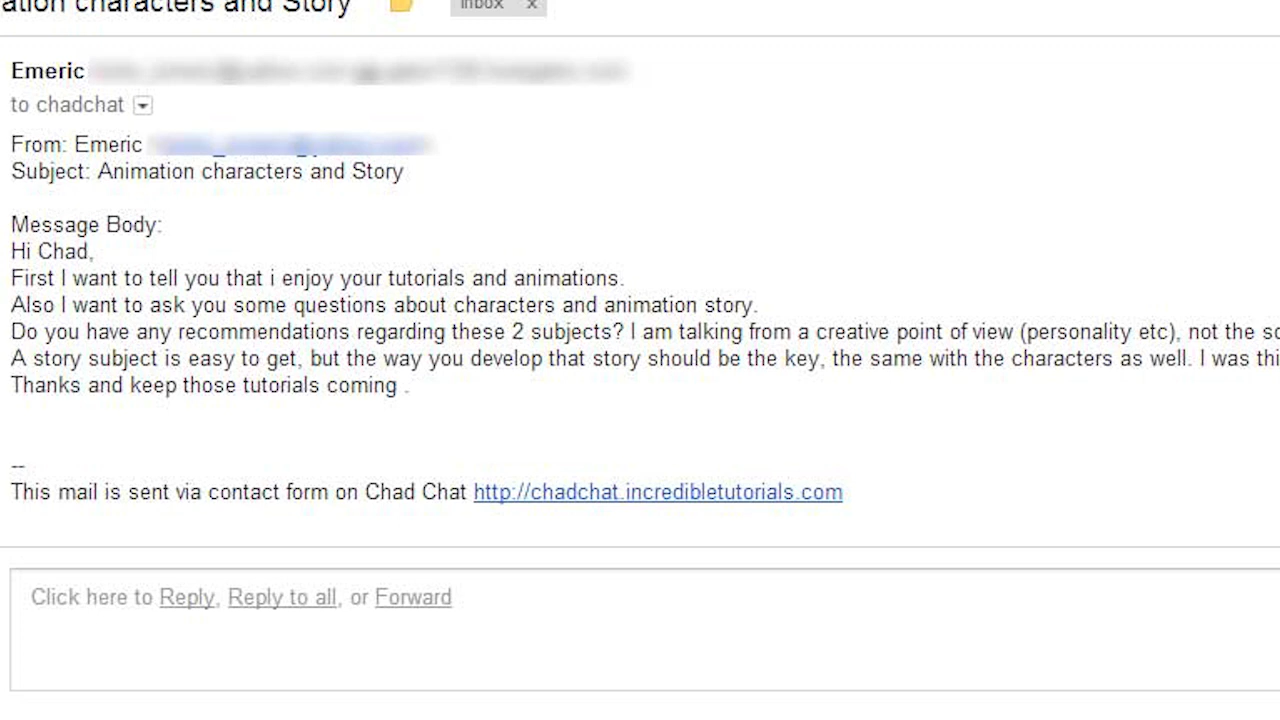 ation characters and Story Inbox x
Emeric
to chadchat
From: Emeric
Subject: Animation characters and Story
Message Body:
Hi Chad,
First I want to tell you that i enjoy your tutorials and animations.
Also I want to ask you some questions about characters and animation story.
Do you have any recommendations regarding these 2 subjects? I am talking from a creative point of view (personality etc), not the
A story subject is easy to get, but the way you develop that story should be the key, the same with the characters as well. I was
Thanks and keep those tutorials coming .
--
This mail is sent via contact form on Chad Chat http://chadchat.incredibletutorials.com
Click here to Reply, Reply to all, or Forward